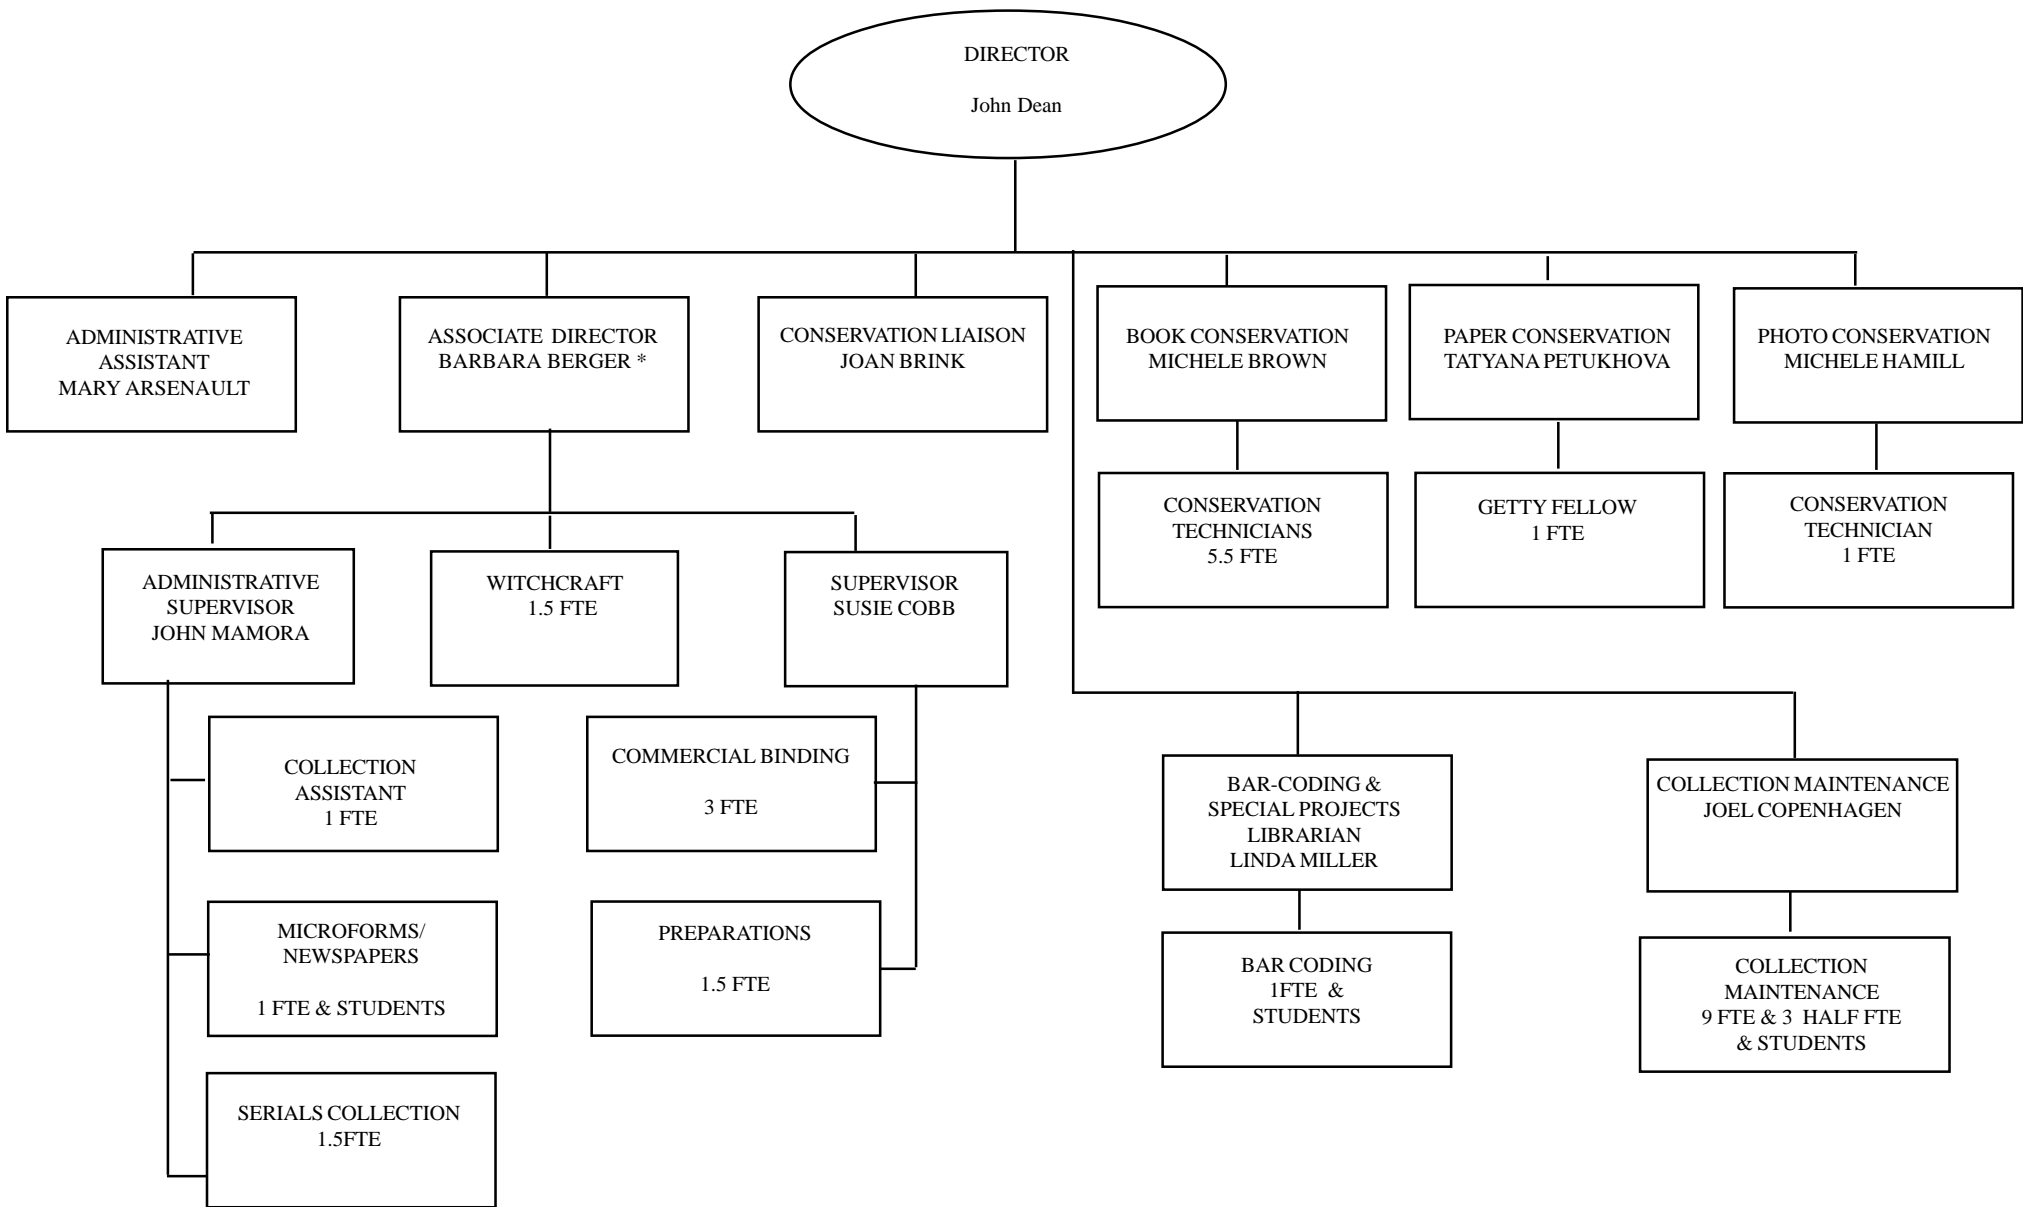 DIRECTOR
John Dean
ADMINISTRATIVE
ASSISTANT
MARY ARSENAULT
ASSOCIATE DIRECTOR
BARBARA BERGER *
CONSERVATION LIAISON
JOAN BRINK
BOOK CONSERVATION
MICHELE BROWN
PAPER CONSERVATION
TATYANA PETUKHOVA
PHOTO CONSERVATION
MICHELE HAMILL
CONSERVATION
TECHNICIANS
5.5 FTE
GETTY FELLOW
1 FTE
CONSERVATION
TECHNICIAN
1 FTE
ADMINISTRATIVE
SUPERVISOR
JOHN MAMORA
WITCHCRAFT
1.5 FTE
SUPERVISOR
SUSIE COBB
COLLECTION
ASSISTANT
1 FTE
COMMERCIAL BINDING
3 FTE
BAR-CODING &
SPECIAL PROJECTS
LIBRARIAN
LINDA MILLER
COLLECTION MAINTENANCE
JOEL COPENHAGEN
MICROFORMS/
NEWSPAPERS
1 FTE & STUDENTS
PREPARATIONS
1.5 FTE
BAR CODING
1FTE &
STUDENTS
COLLECTION
MAINTENANCE
9 FTE & 3 HALF FTE
& STUDENTS
SERIALS COLLECTION
1.5FTE